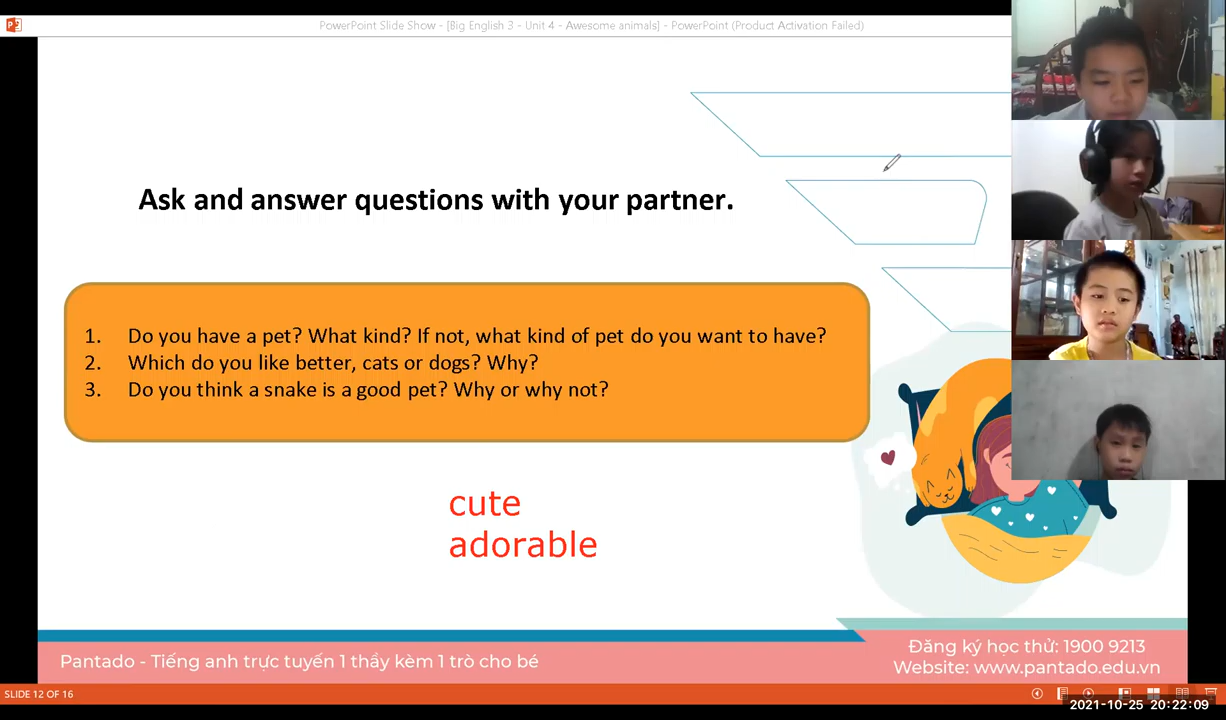 PowerPoint Slide Show - [Big English 3 - Unit 4 - Awesome animals] - PowerPoint (Product Activation Failed)
Ask and answer questions with your partner.
1. Do you have a pet? What kind? If not, what kind of pet do you want to have?
2. Which do you like better, cats or dogs? Why?
3. Do you think a snake is a good pet? Why or why not?
cute
adorable
Pantado - Tiếng anh trực tuyến 1 thầy kèm 1 trò cho bé
Đăng ký học thử: 1900 9213
Website: www.pantado.edu.vn
SLIDE 12 OF 16
2021-10-25 20:22:09